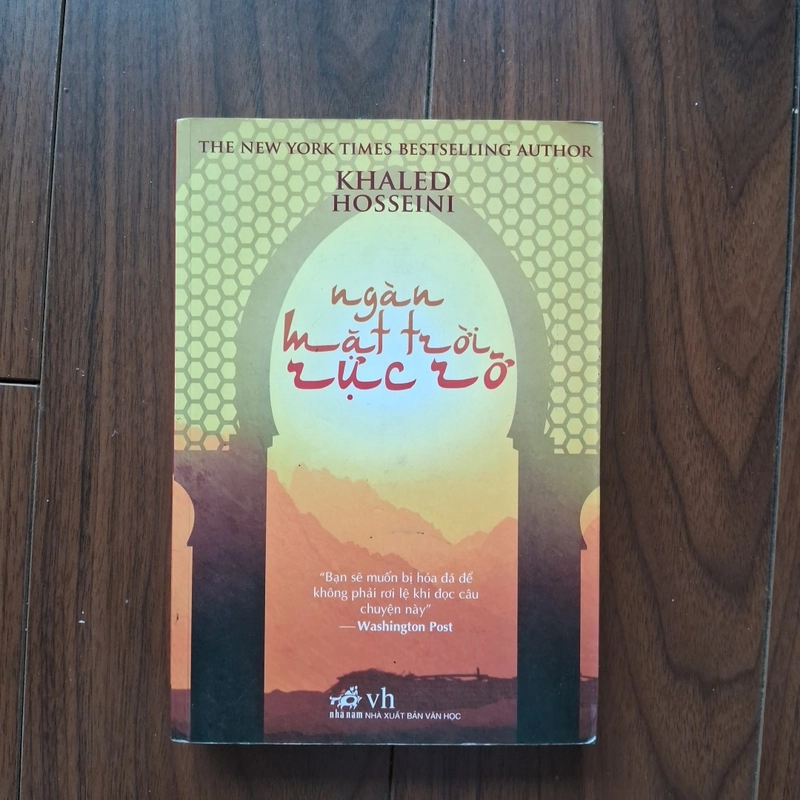 THE NEW YORK TIMES BESTSELLING AUTHOR
KHALED
HOSSEINI
ngàn
mặt trời
rực rỡ
“Bạn sẽ muốn bị hóa đá để
không phải rơi lệ khi đọc câu
chuyện này”
—Washington Post
nhã nam vh NHÀ XUẤT BẢN VĂN HỌC